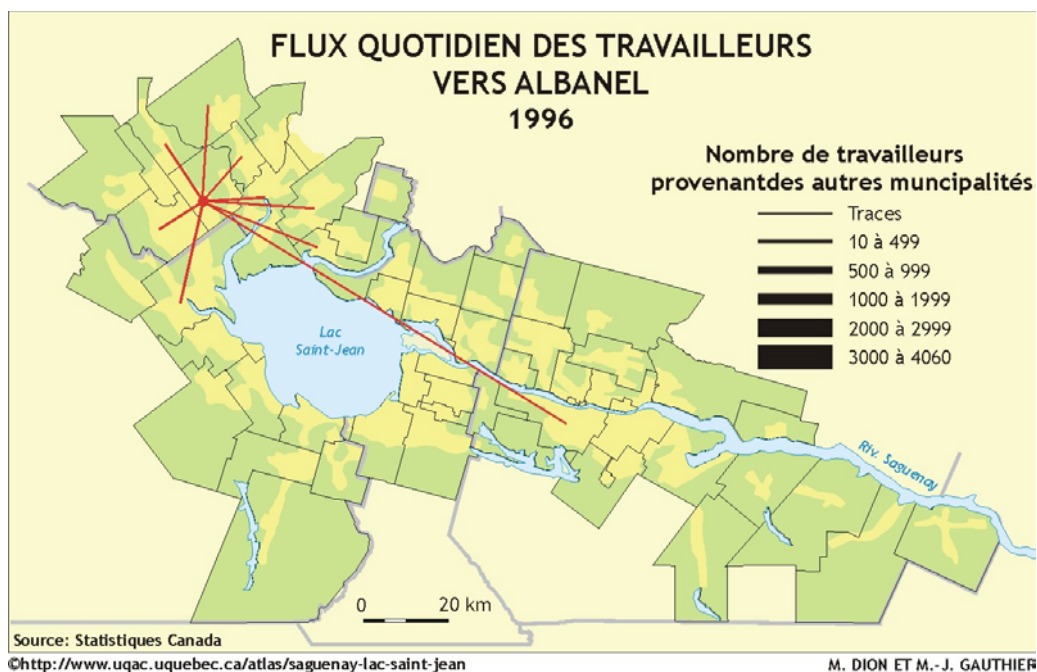 FLUX QUOTIDIEN DES TRAVAILLEURS
VERS ALBANEL
1996
Nombre de travailleurs
provenantdes autres muncipalités
Traces
10 à 499
500 à 999
1000 à 1999
2000 à 2999
3000 à 4060
Lac
Saint-Jean
Riv. Saguenay
0 20 km
Source: Statistiques Canada
©http://www.uqac.uquebec.ca/atlas/saguenay-lac-saint-jean
M. DION ET M.-J. GAUTHIER